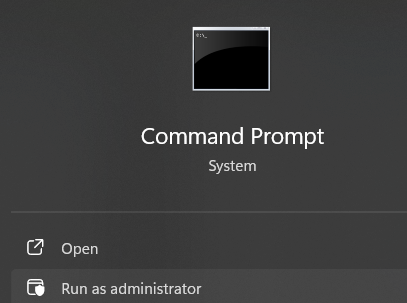 Command Prompt
System
Open
Run as administrator